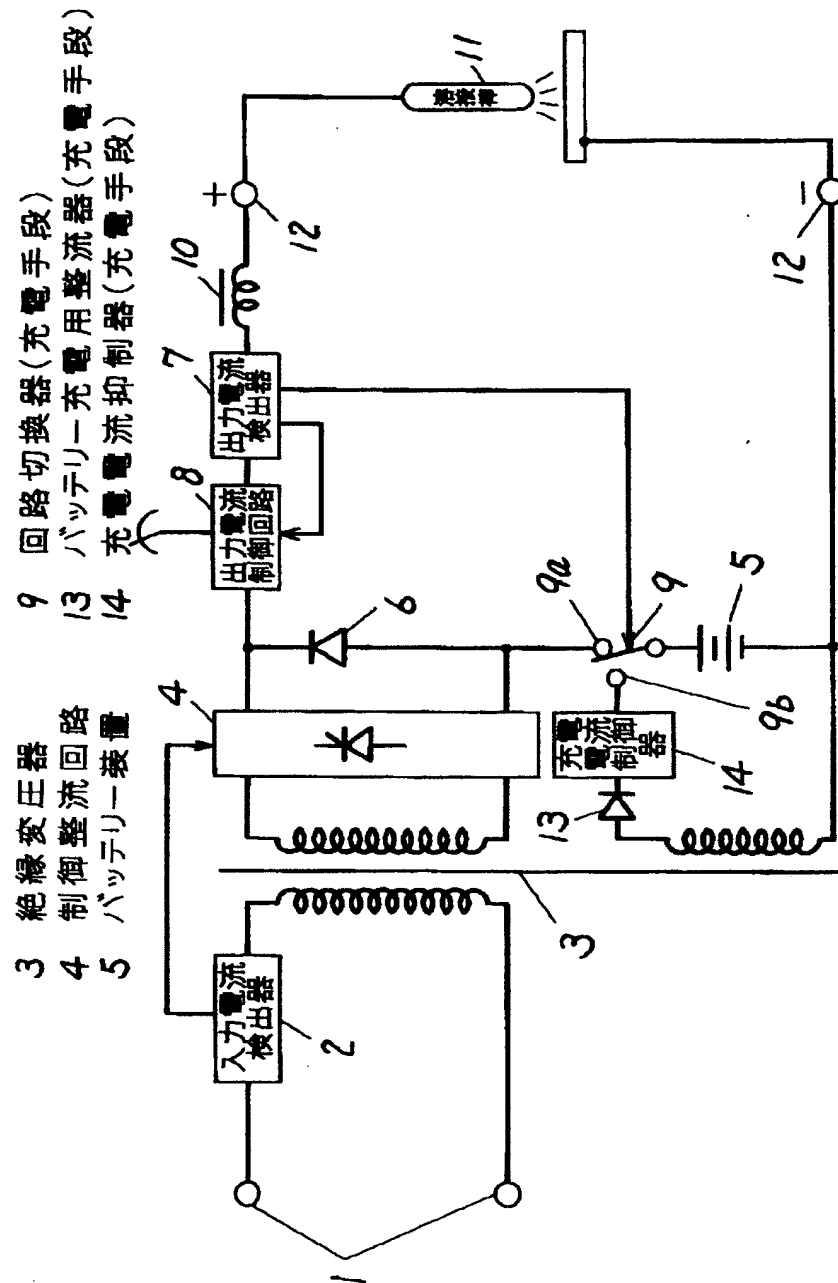 3 絶縁変圧器
4 制御整流回路
5 バッテリー装置
9 回路切換器(充電手段)
13 バッテリー充電用整流器(充電手段)
14 充電電流抑制器(充電手段)
1
入力電流
検出器
2
3
4
6
出力電流
制御回路
8
出力電流
検出器
7
10
+
12
溶接棒
11
9a
9
9b
5
充電
電流
制御
器
14
13
−
12